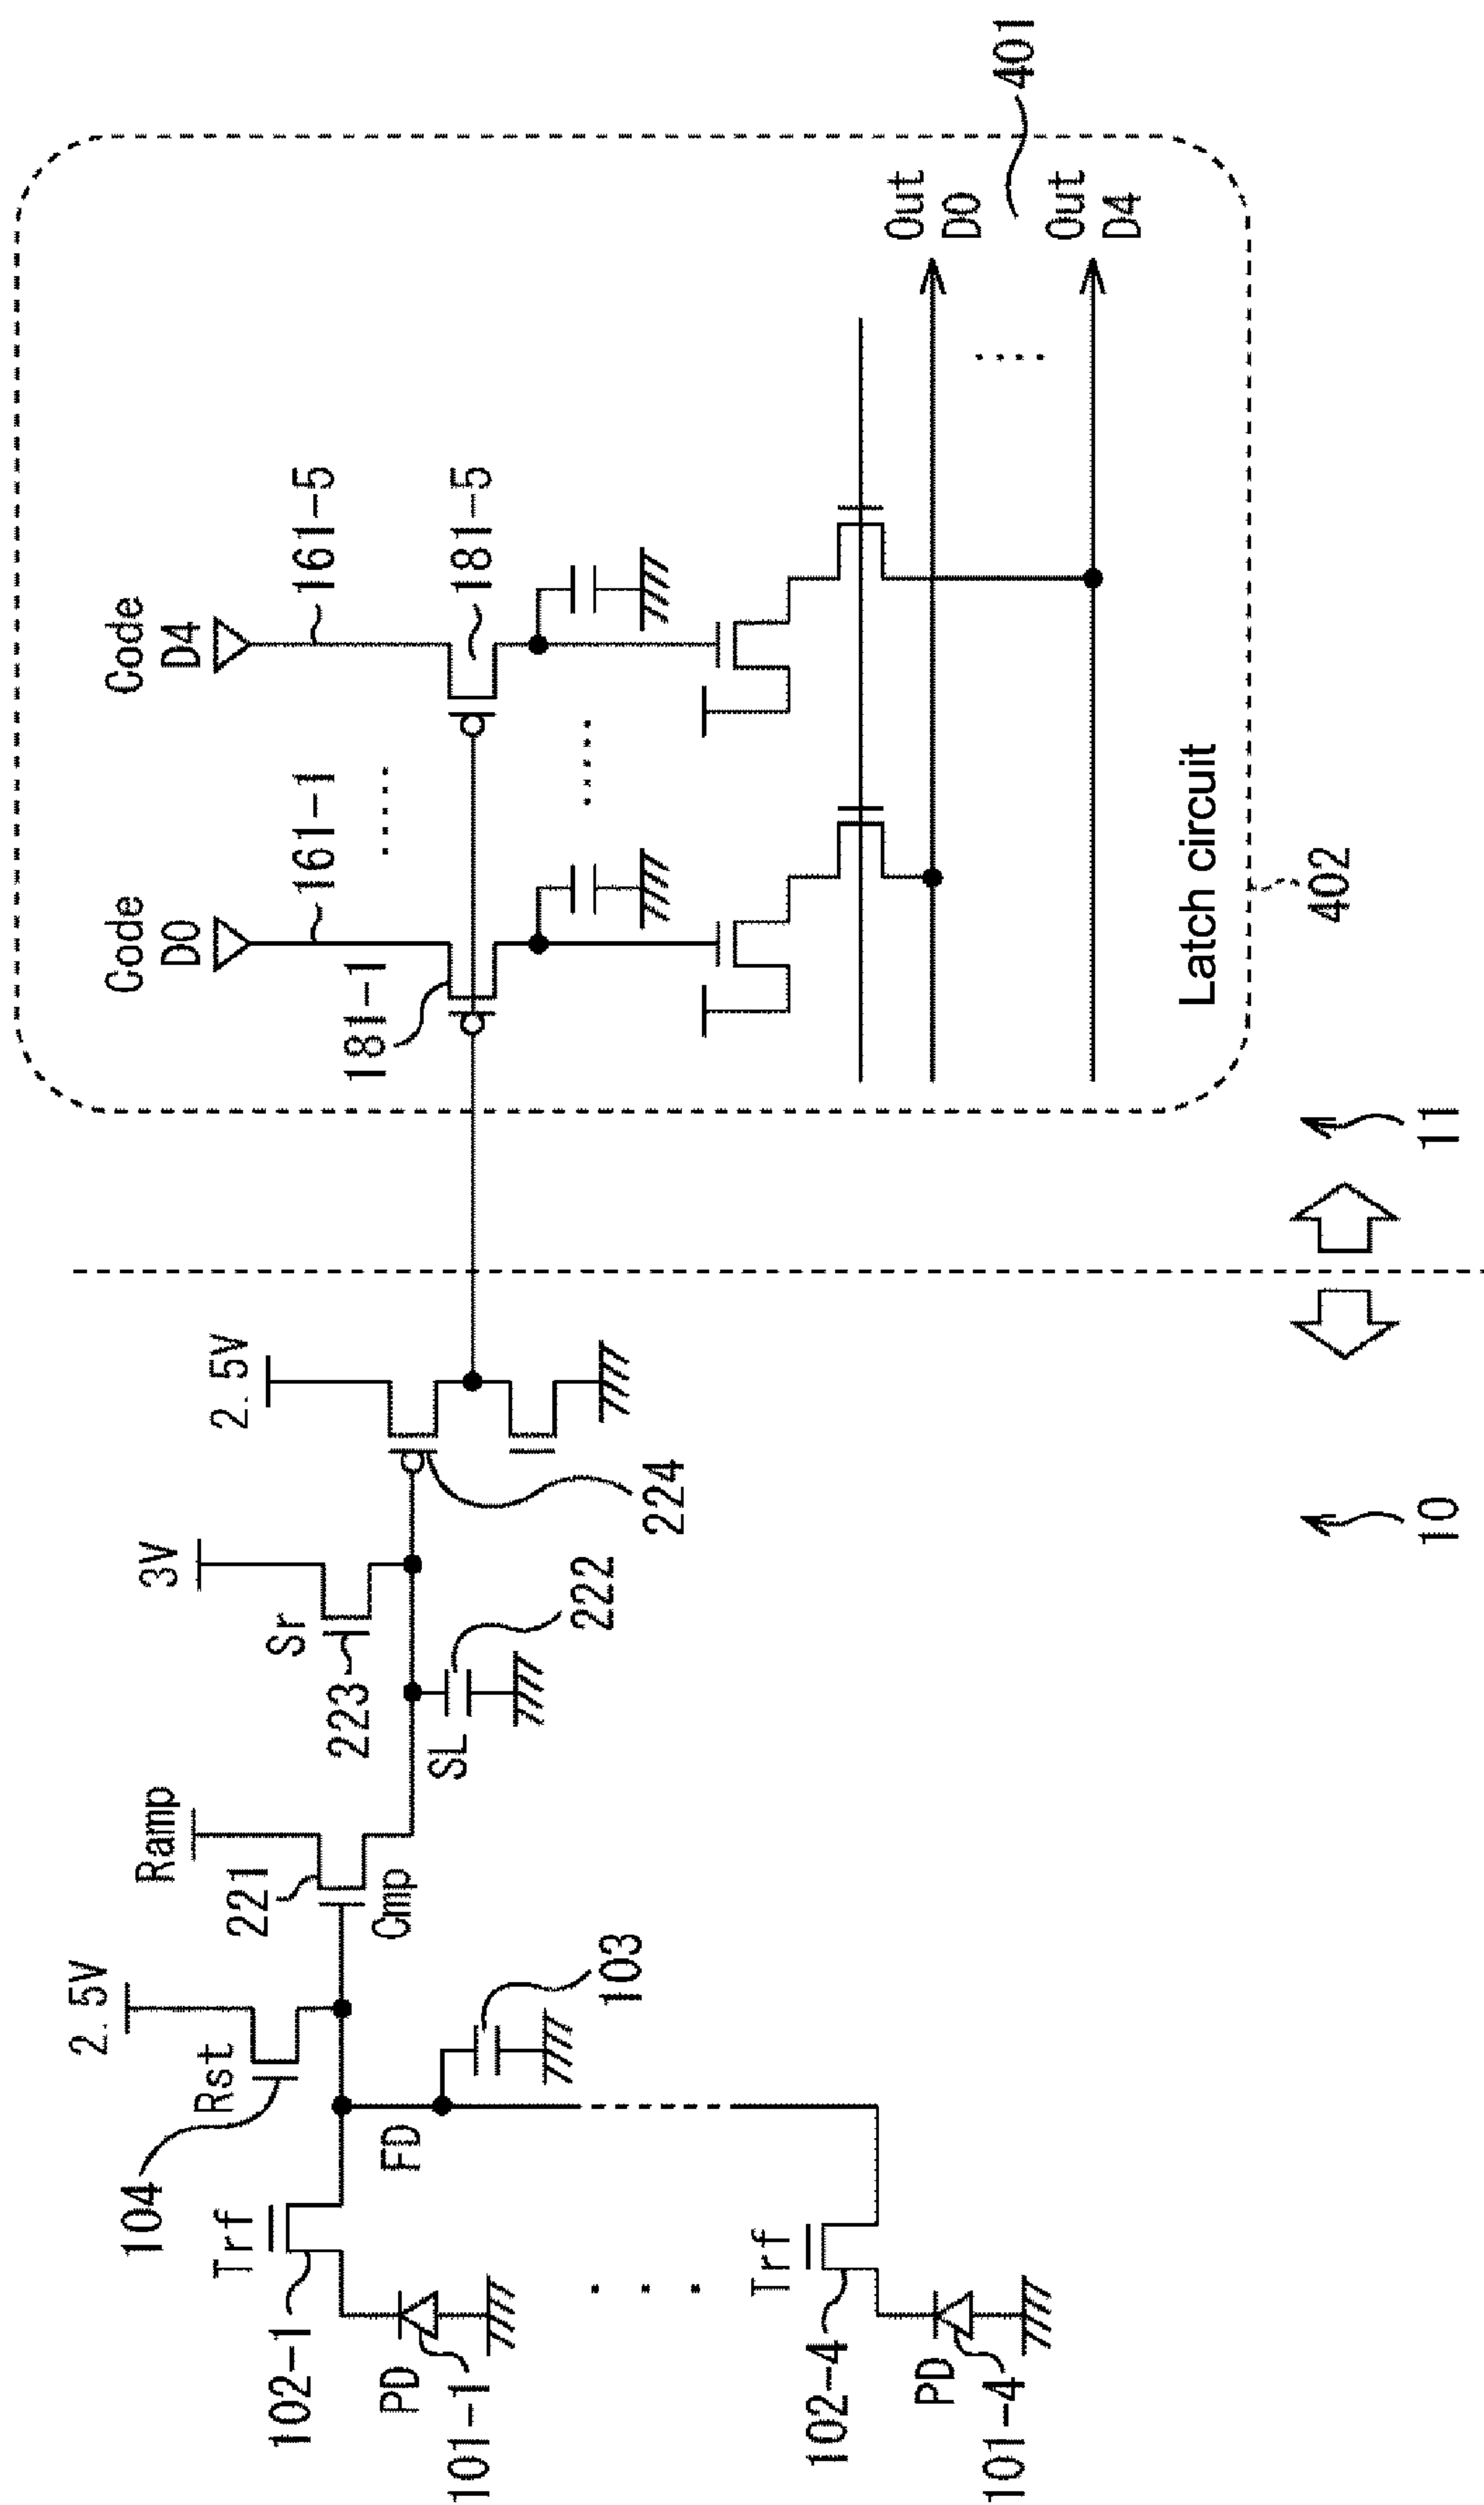 2.5V
Rst
104
Trf
102-1
PD
101-1
FD
103
Trf
102-4
PD
101-4
Ramp
221
Cmp
3V
Sr
223
SL
222
2.5V
224
10
11
Code
D0
161-1
181-1
Code
D4
161-5
181-5
Out
D0
Out
D4
401
Latch circuit
402